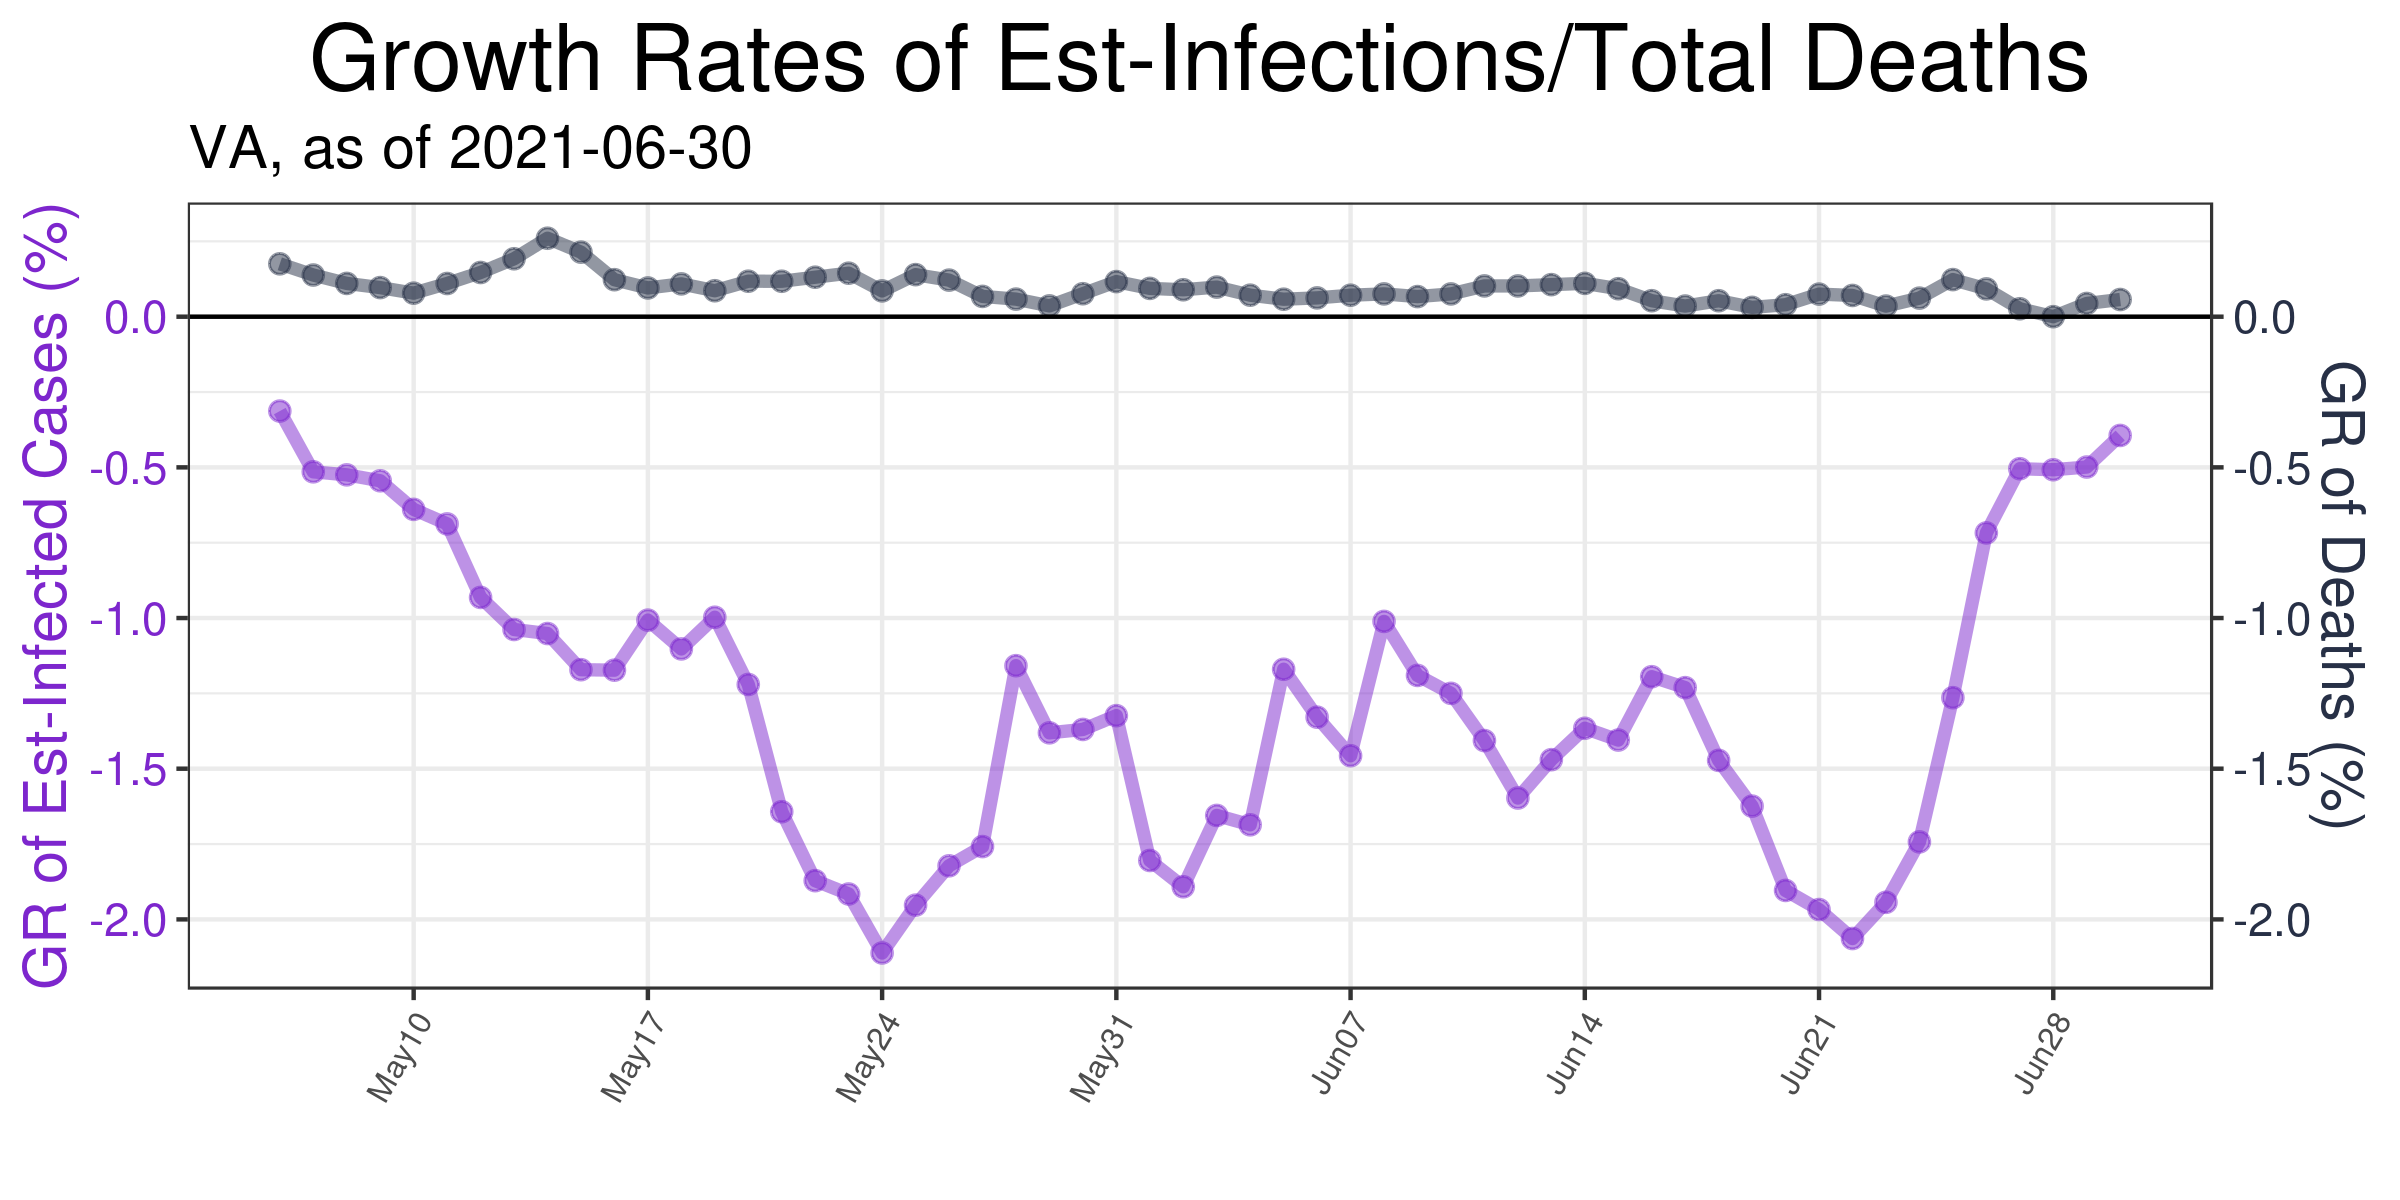 Growth Rates of Est-Infections/Total Deaths
VA, as of 2021-06-30
GR of Est-Infected Cases (%)
0.0
-0.5
-1.0
-1.5
-2.0
0.0
-0.5
-1.0
-1.5
-2.0
GR of Deaths (%)
May10
May17
May24
May31
Jun07
Jun14
Jun21
Jun28